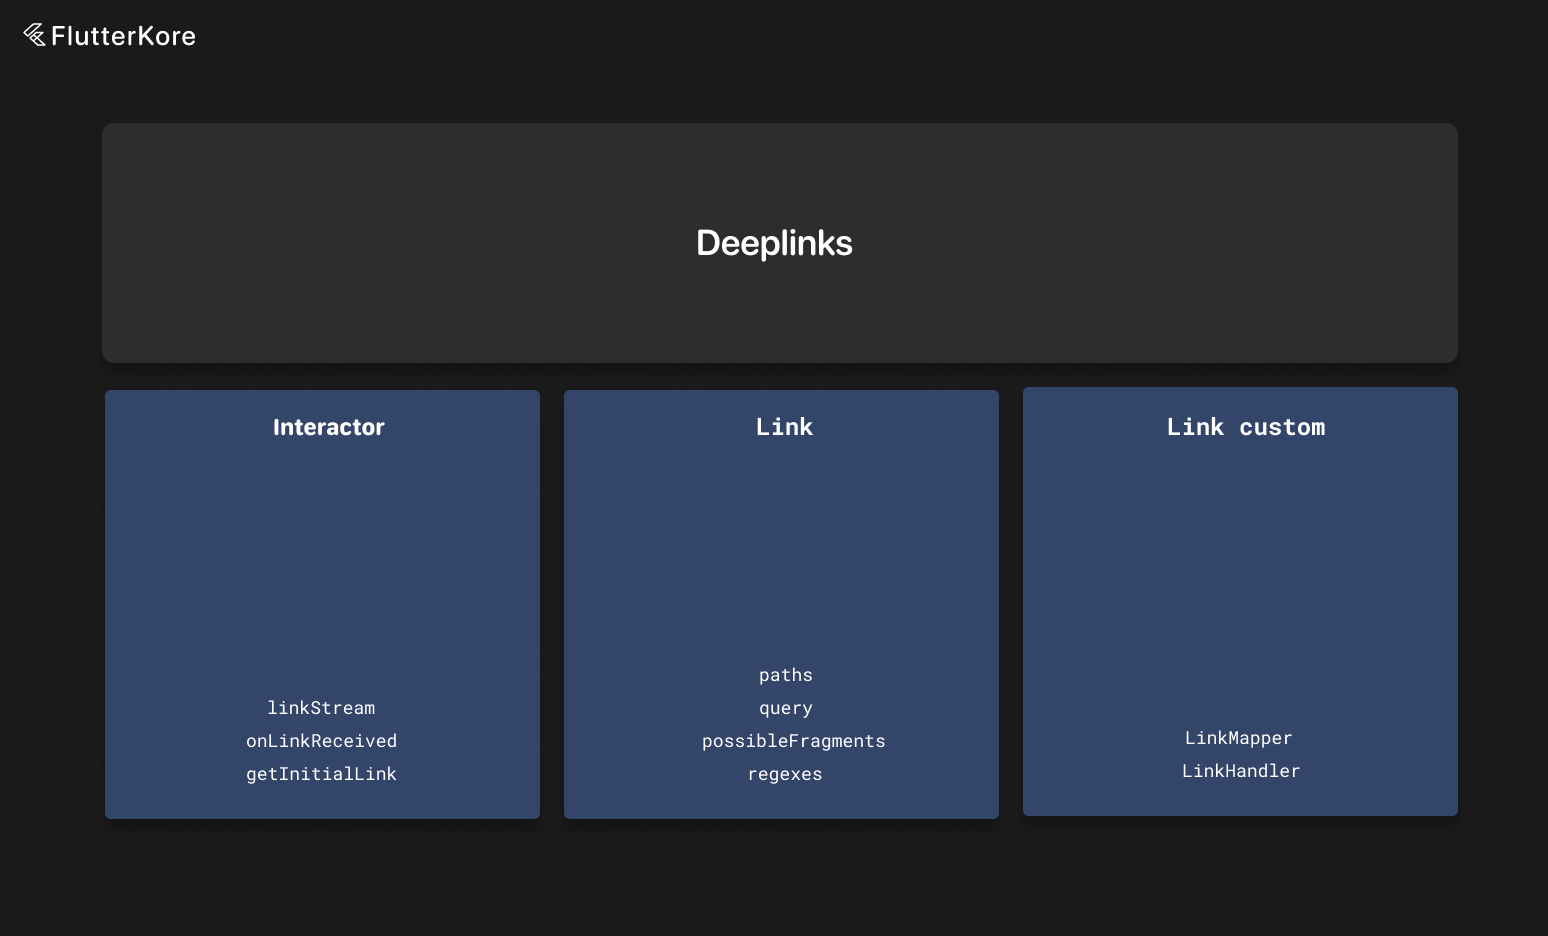 FlutterKore
Deeplinks
Interactor
linkStream
onLinkReceived
getInitialLink
Link
paths
query
possibleFragments
regexes
Link custom
LinkMapper
LinkHandler